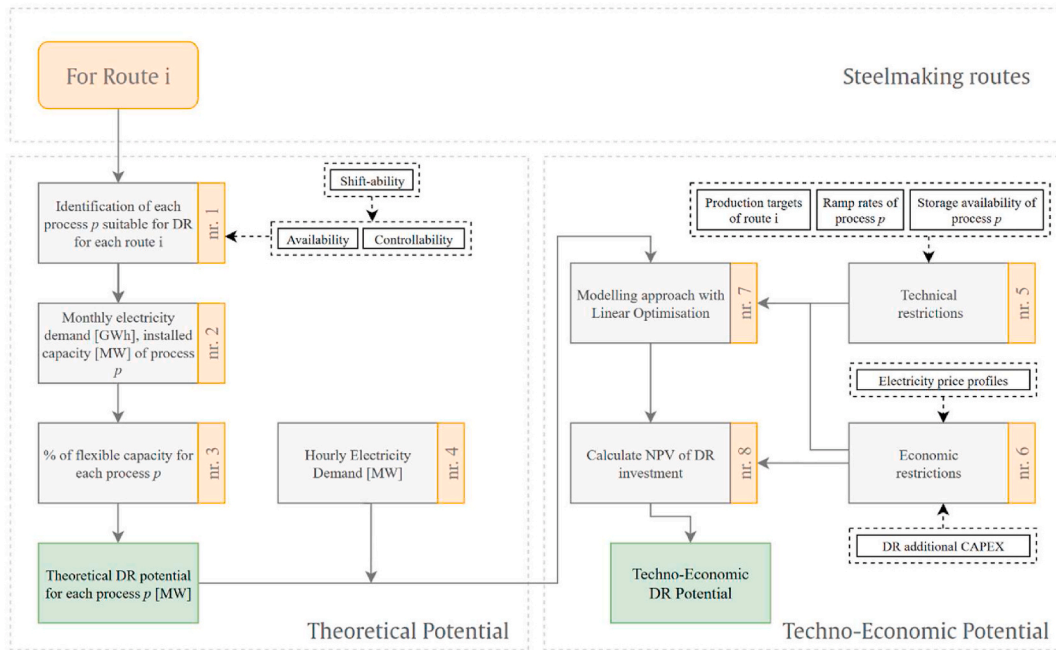 For Route i
Steelmaking routes
Identification of each
process p suitable for DR
for each route i
nr. 1
Shift-ability
Availability
Controllability
Monthly electricity
demand [GWh], installed
capacity [MW] of process
p
nr. 2
% of flexible capacity for
each process p
nr. 3
Hourly Electricity
Demand [MW]
nr. 4
Theoretical DR potential
for each process p [MW]
Theoretical Potential
Production targets
of route i
Ramp rates of
process p
Storage availability of
process p
Modelling approach with
Linear Optimisation
nr. 7
Technical
restrictions
nr. 5
Electricity price profiles
Calculate NPV of DR
investment
nr. 8
Economic
restrictions
nr. 6
DR additional CAPEX
Techno-Economic
DR Potential
Techno-Economic Potential